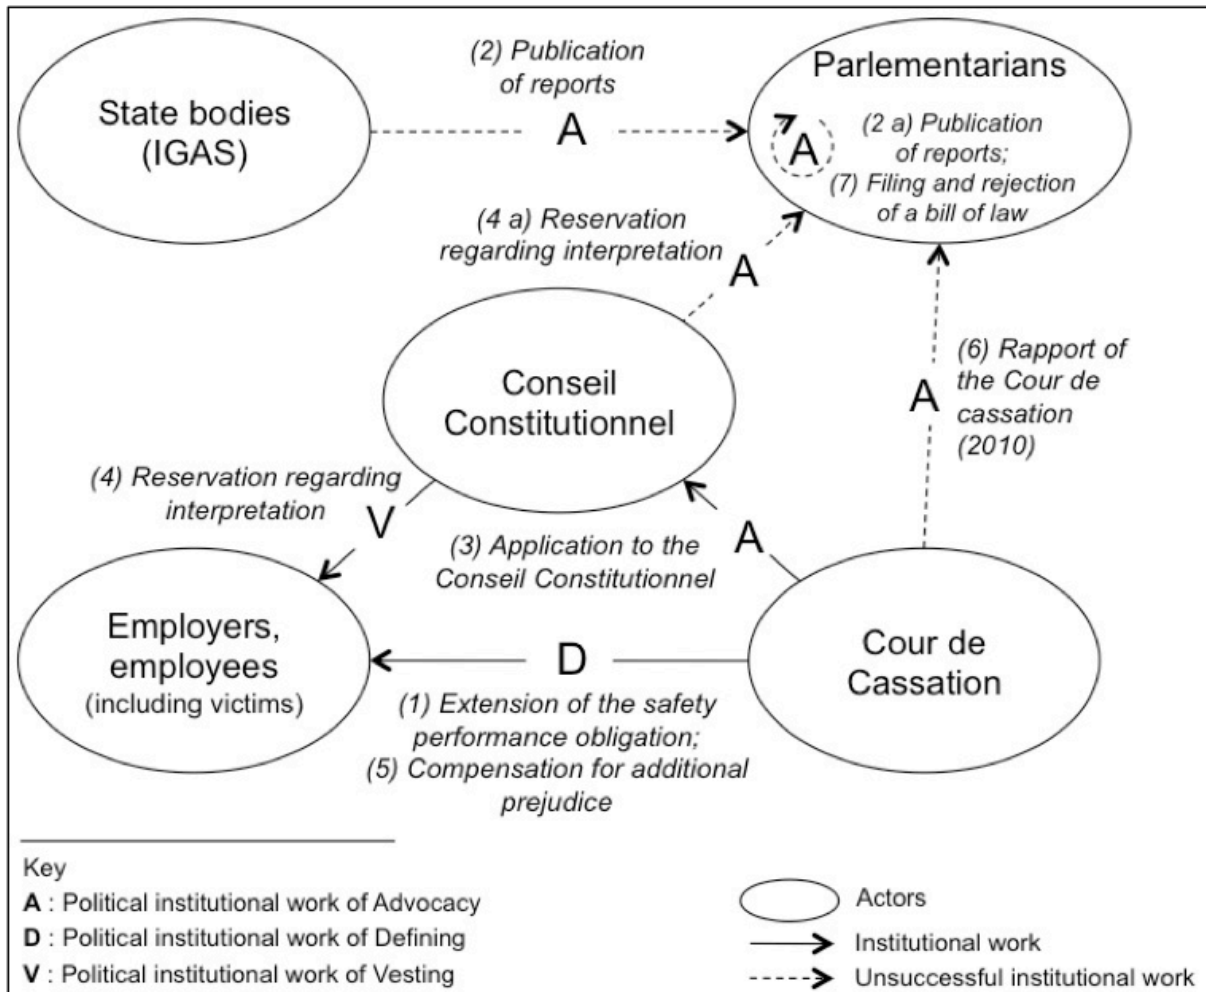 State bodies
(IGAS)
(2) Publication
of reports
A
Parlementarians
A
(2 a) Publication
of reports;
(7) Filing and rejection
of a bill of law
(4 a) Reservation
regarding interpretation
A
Conseil
Constitutionnel
(6) Rapport of
the Cour de
cassation
(2010)
A
(4) Reservation regarding
interpretation
V
(3) Application to the
Conseil Constitutionnel
A
Employers,
employees
(including victims)
D
Cour de
Cassation
(1) Extension of the safety
performance obligation;
(5) Compensation for additional
prejudice
Key
A : Political institutional work of Advocacy
D : Political institutional work of Defining
V : Political institutional work of Vesting
Actors
Institutional work
Unsuccessful institutional work